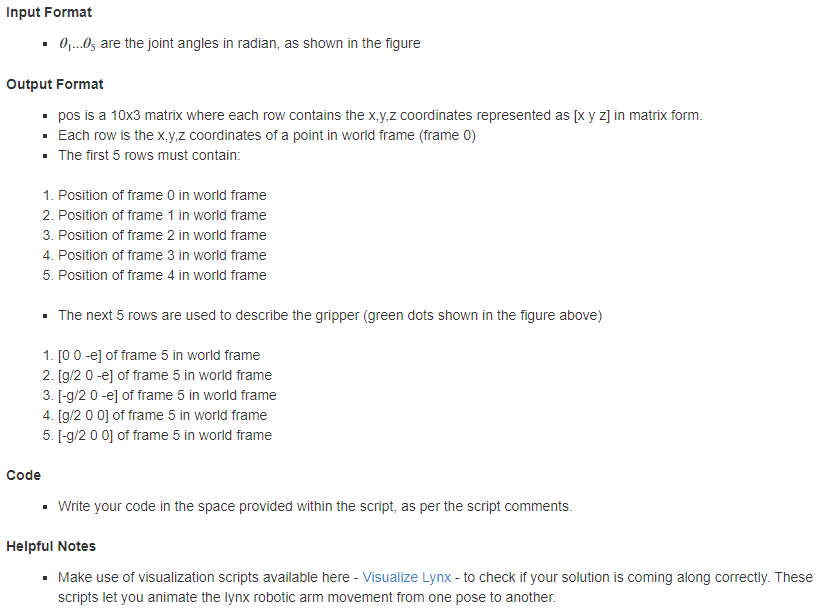 Input Format
▪ θ1...θ5 are the joint angles in radian, as shown in the figure
Output Format
▪ pos is a 10x3 matrix where each row contains the x,y,z coordinates represented as [x y z] in matrix form.
▪ Each row is the x,y,z coordinates of a point in world frame (frame 0)
▪ The first 5 rows must contain:
1. Position of frame 0 in world frame
2. Position of frame 1 in world frame
3. Position of frame 2 in world frame
4. Position of frame 3 in world frame
5. Position of frame 4 in world frame
▪ The next 5 rows are used to describe the gripper (green dots shown in the figure above)
1. [0 0 -e] of frame 5 in world frame
2. [g/2 0 -e] of frame 5 in world frame
3. [-g/2 0 -e] of frame 5 in world frame
4. [g/2 0 0] of frame 5 in world frame
5. [-g/2 0 0] of frame 5 in world frame
Code
▪ Write your code in the space provided within the script, as per the script comments.
Helpful Notes
▪ Make use of visualization scripts available here - Visualize Lynx - to check if your solution is coming along correctly. These
scripts let you animate the lynx robotic arm movement from one pose to another.